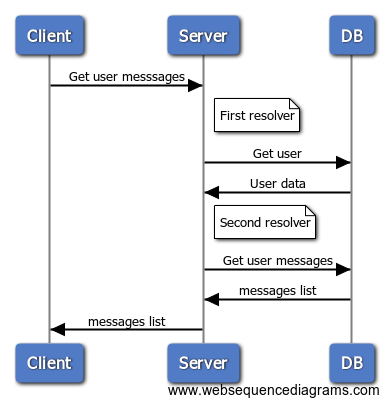 Client
Server
DB
Get user messsages
First resolver
Get user
User data
Second resolver
Get user messages
messages list
messages list
Client
Server
DB
www.websequencediagrams.com